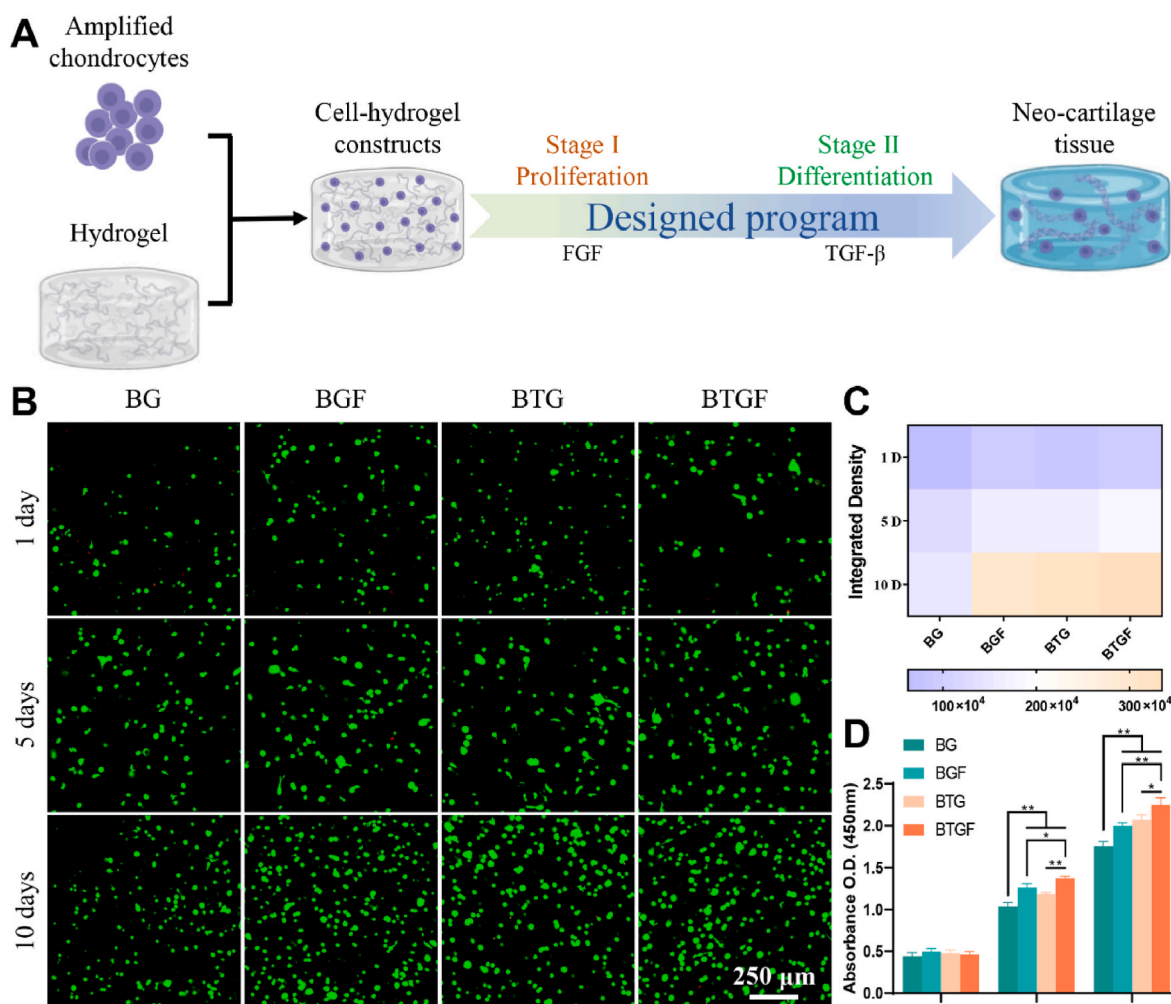 A
Amplified
chondrocytes
Hydrogel
Cell-hydrogel
constructs
Stage I
Proliferation
Stage II
Differentiation
Designed program
FGF
TGF-β
Neo-cartilage
tissue
B
BG
BGF
BTG
BTGF
1 day
5 days
10 days
250 μm
C
Integrated Density
1 D
5 D
10 D
BG
BGF
BTG
BTGF
100×10⁴
200×10⁴
300×10⁴
D
BG
BGF
BTG
BTGF
Absorbance O.D. (450nm)
2.5
2.0
1.5
1.0
0.5
0.0
**
*
**
**
**
*